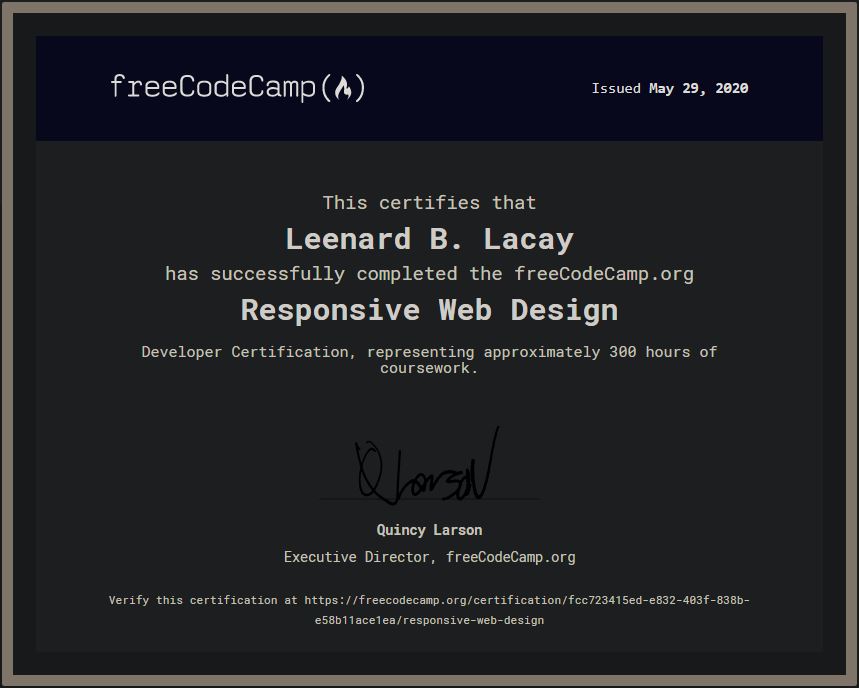 freeCodeCamp
Issued May 29, 2020
This certifies that
Leenard B. Lacay
has successfully completed the freeCodeCamp.org
Responsive Web Design
Developer Certification, representing approximately 300 hours of
coursework.
QLarson
Quincy Larson
Executive Director, freeCodeCamp.org
Verify this certification at https://freecodecamp.org/certification/fcc723415ed-e832-403f-838b-
e58b11ace1ea/responsive-web-design